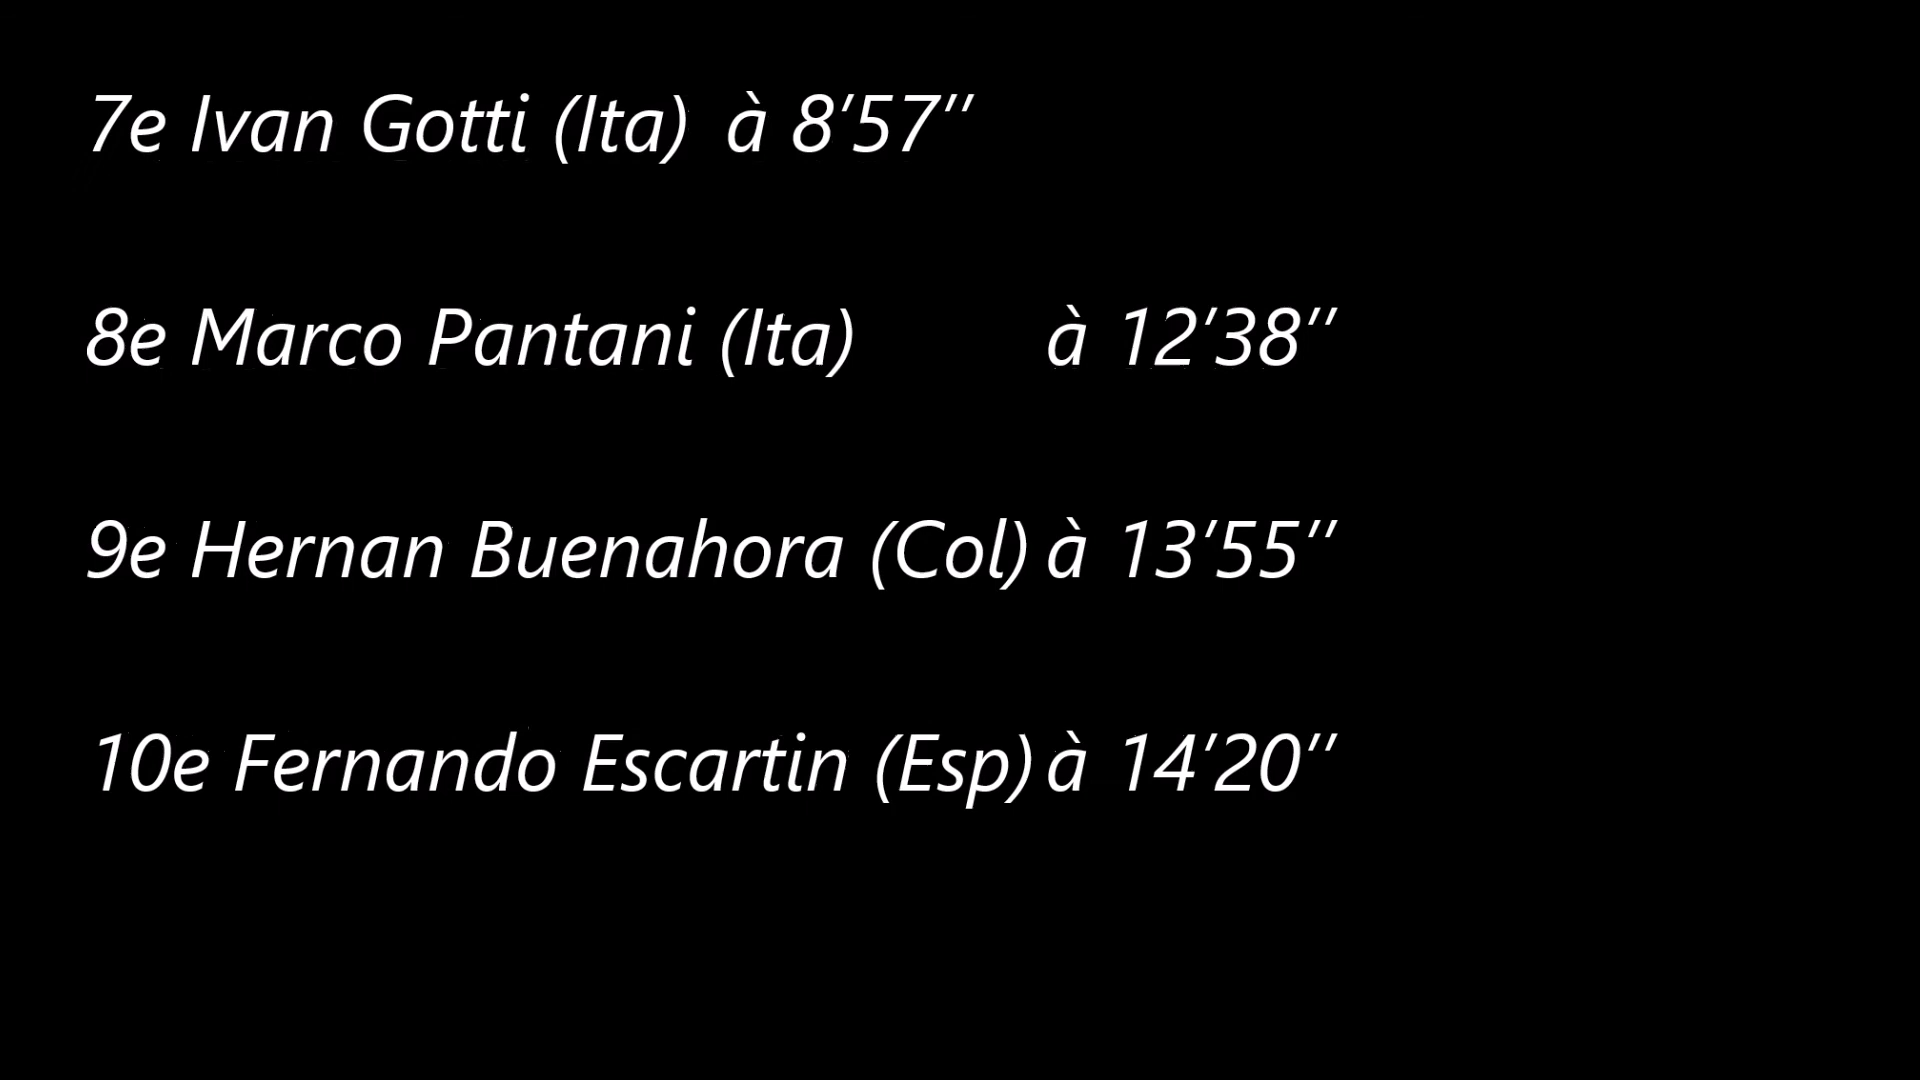 7e Ivan Gotti (Ita) à 8’57’’
8e Marco Pantani (Ita) à 12’38’’
9e Hernan Buenahora (Col) à 13’55’’
10e Fernando Escartin (Esp) à 14’20’’